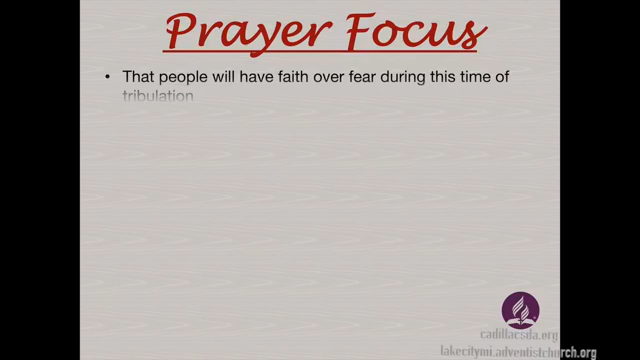 Prayer Focus
• That people will have faith over fear during this time of
tribulation
cadillacsda.org
lakecitymi.adventistchurch.org